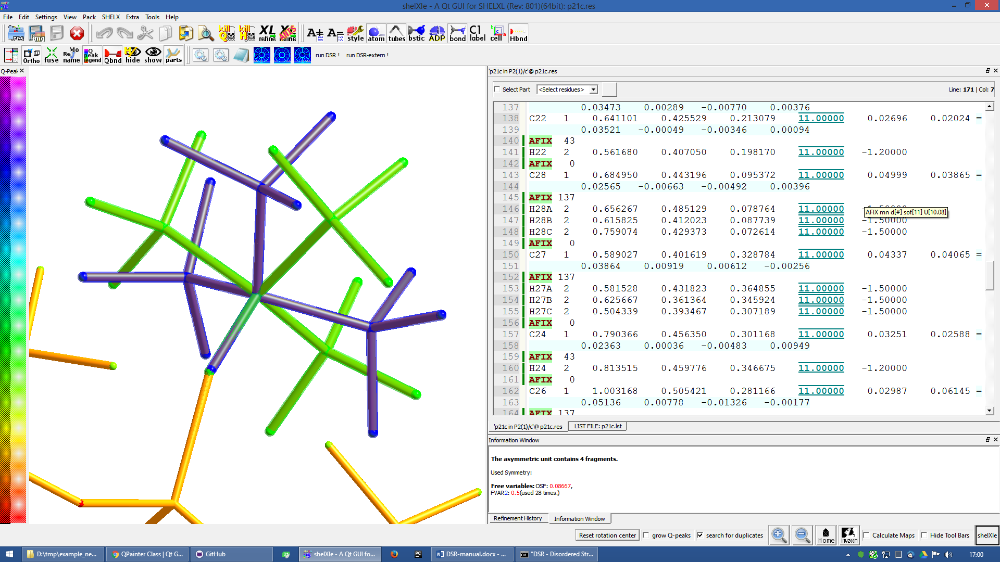 shelXle - A Qt GUI for SHELXL (Rev: 801)(64bit): p21c.res
File Edit Settings View Pack SHELX Extra Tools Help
.res img kill Q kill H XL refine refine A+ A- style atom tubes bstic ADP bond C1 label cell Hbnd
Ortho fuse ReMo name Q peak legend Qbnd hide show parts run DSR ! run DSR-extern !
Q-Peal
'p21c in P2(1)/c'@ p21c.res
Select Part <Select residues> Line: 171 | Col: 7
137 0.03473 0.00289 -0.00770 0.00376
138 C22 1 0.641101 0.425529 0.213079 11.00000 0.02696 0.02024 =
139 0.03521 -0.00049 -0.00346 0.00094
140 AFIX 43
141 H22 2 0.561680 0.407050 0.198170 11.00000 -1.20000
142 AFIX 0
143 C28 1 0.684950 0.443196 0.095372 11.00000 0.04999 0.03865 =
144 0.02565 -0.00663 -0.00492 0.00396
145 AFIX 137
146 H28A 2 0.656267 0.485129 0.078764 11.00000
AFIX mn d[#] sof[11] U[10.08]
147 H28B 2 0.615825 0.412023 0.087739 11.00000 -1.50000
148 H28C 2 0.759074 0.429373 0.072614 11.00000 -1.50000
149 AFIX 0
150 C27 1 0.589027 0.401619 0.328784 11.00000 0.04337 0.04065 =
151 0.03864 0.00919 0.00612 -0.00256
152 AFIX 137
153 H27A 2 0.581528 0.431823 0.364855 11.00000 -1.50000
154 H27B 2 0.625667 0.361364 0.345924 11.00000 -1.50000
155 H27C 2 0.504339 0.393467 0.307189 11.00000 -1.50000
156 AFIX 0
157 C24 1 0.790366 0.456350 0.301168 11.00000 0.03251 0.02588 =
158 0.02363 0.00036 -0.00483 0.00949
159 AFIX 43
160 H24 2 0.813515 0.459776 0.346675 11.00000 -1.20000
161 AFIX 0
162 C26 1 1.003168 0.505421 0.281166 11.00000 0.02987 0.06145 =
163 0.05136 0.00778 -0.01326 -0.00177
164 AFIX 137
'p21c in P2(1)/c'@ p21c.res LIST FILE: p21c.lst
Information Window
The asymmetric unit contains 4 fragments.
Used Symmetry:
Free variables: OSF: 0.08667,
FVAR2: 0.5(used 28 times.)
Refinement History Information Window
Reset rotation center grow Q-peaks search for duplicates Home INVZOOM Calculate Maps Hide Tool Bars shelXle
D:\tmp\example_ne... QPainter Class | Qt G... GitHub shelXle - A Qt GUI fo... PC DSR-manual.docx - ... "DSR - Disordered Str... 17:00